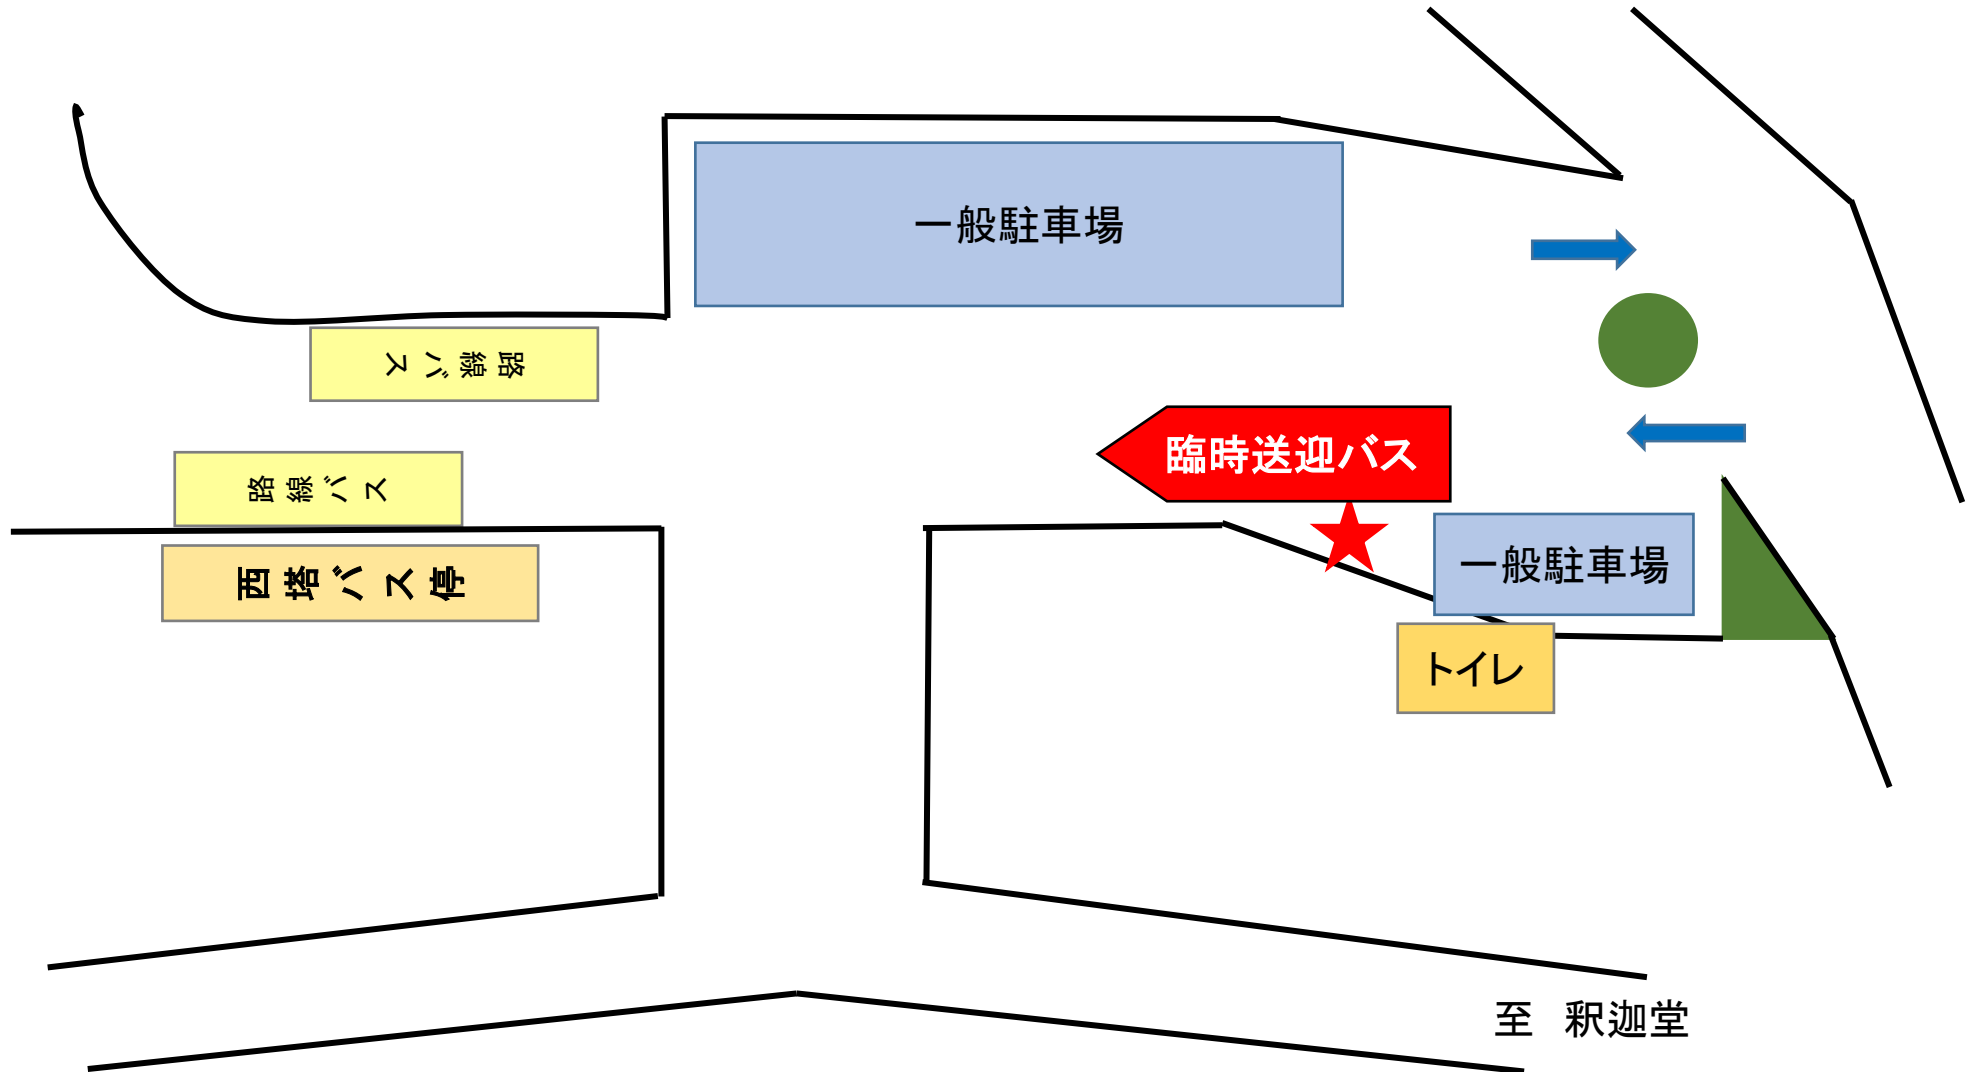 一般駐車場
路線バス
臨時送迎バス
路線バス
一般駐車場
西塔バス停
トイレ
至　釈迦堂